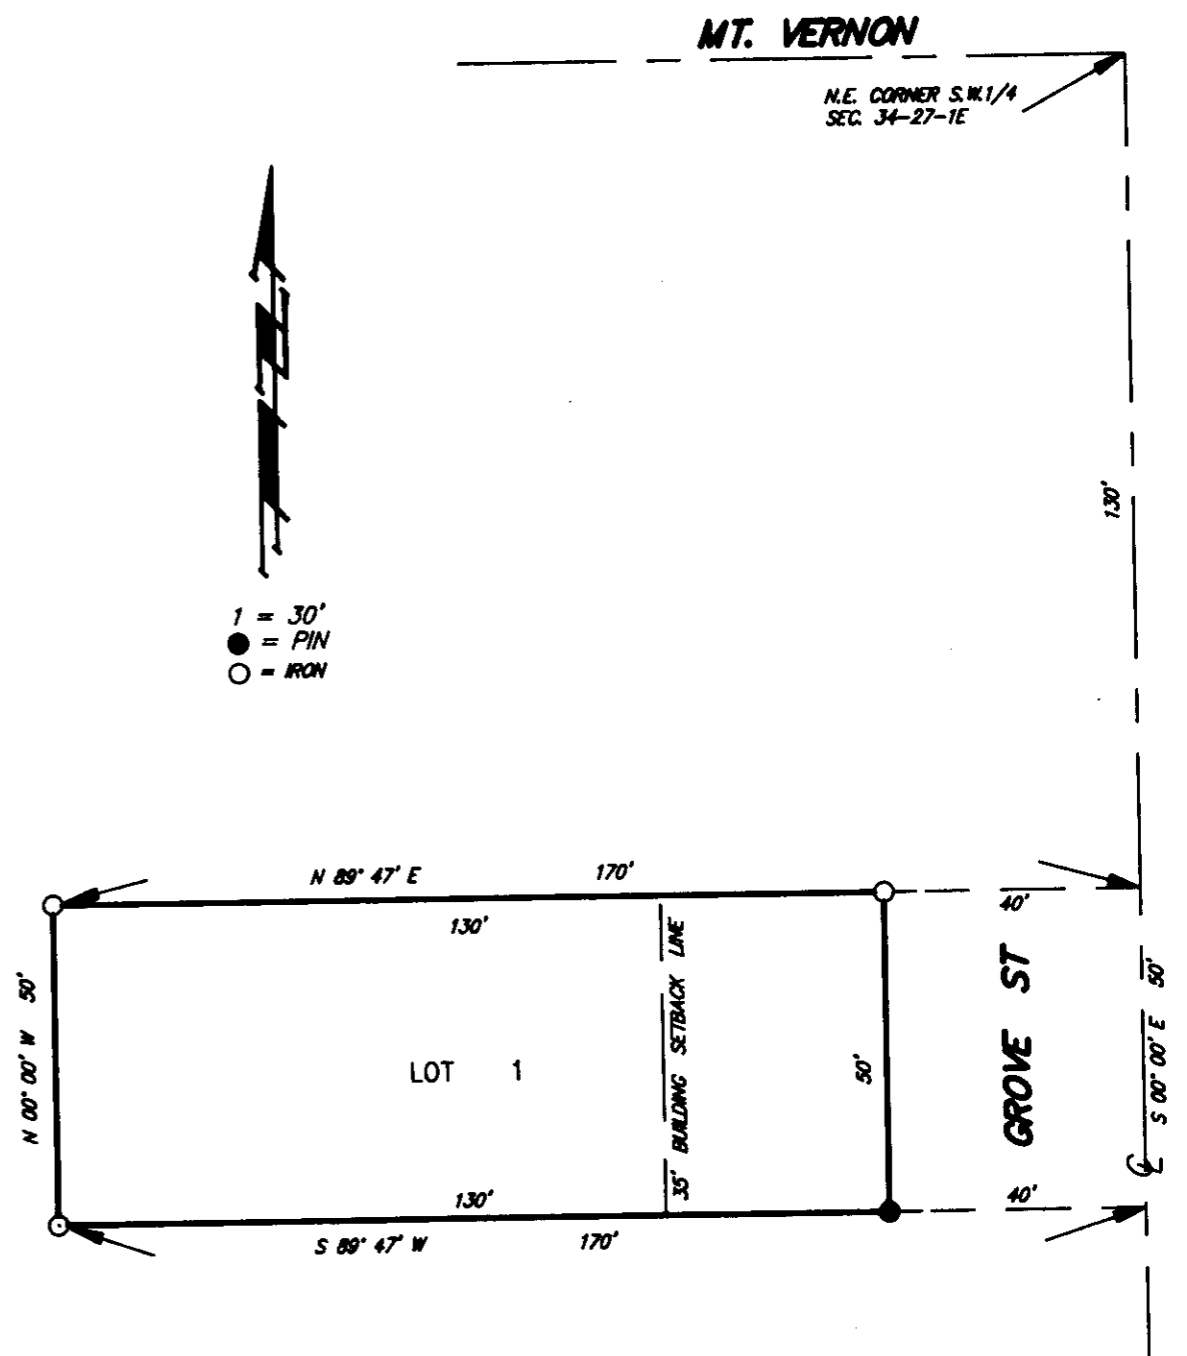 MT. VERNON
N.E. CORNER S.W.1/4
SEC. 34-27-1E
130'
1 = 30'
= PIN
= IRON
N 89° 47' E 170'
130'
40'
N 00° 00' W 50'
LOT 1
35' BUILDING SETBACK LINE
50'
GROVE ST
S 00° 00' E 50'
130'
40'
S 89° 47' W 170'